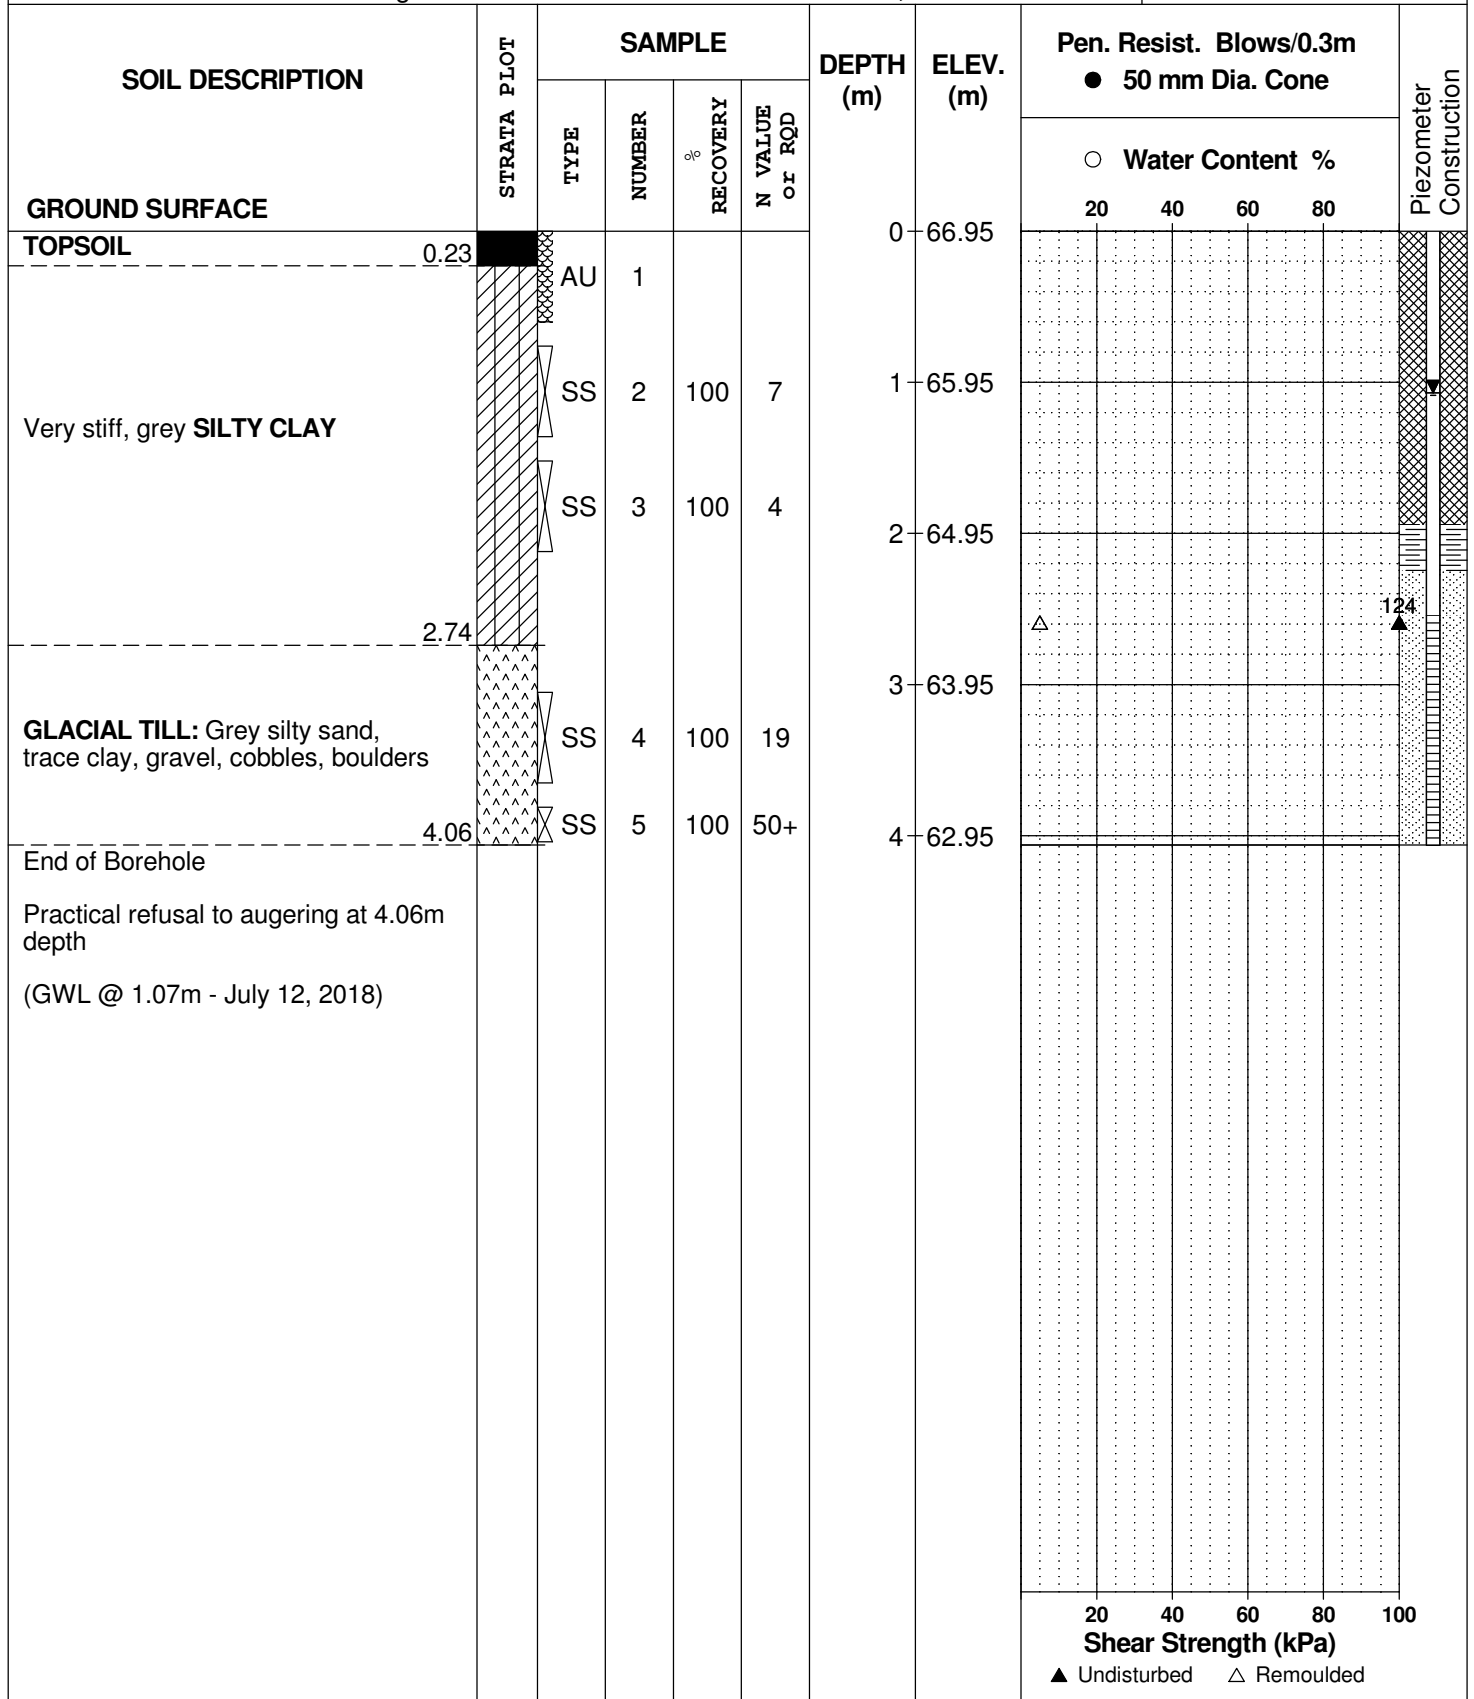 SOIL DESCRIPTION
GROUND SURFACE
STRATA PLOT
SAMPLE
TYPE
NUMBER
% RECOVERY
N VALUE or RQD
DEPTH (m)
ELEV. (m)
Pen. Resist. Blows/0.3m
● 50 mm Dia. Cone
○ Water Content %
20 40 60 80
Piezometer Construction
TOPSOIL
0.23
0 66.95
AU 1
SS 2 100 7
1 65.95
Very stiff, grey SILTY CLAY
SS 3 100 4
2 64.95
124
2.74
3 63.95
GLACIAL TILL: Grey silty sand,
trace clay, gravel, cobbles, boulders
SS 4 100 19
SS 5 100 50+
4.06
4 62.95
End of Borehole
Practical refusal to augering at 4.06m
depth
(GWL @ 1.07m - July 12, 2018)
20 40 60 80 100
Shear Strength (kPa)
▲ Undisturbed △ Remoulded